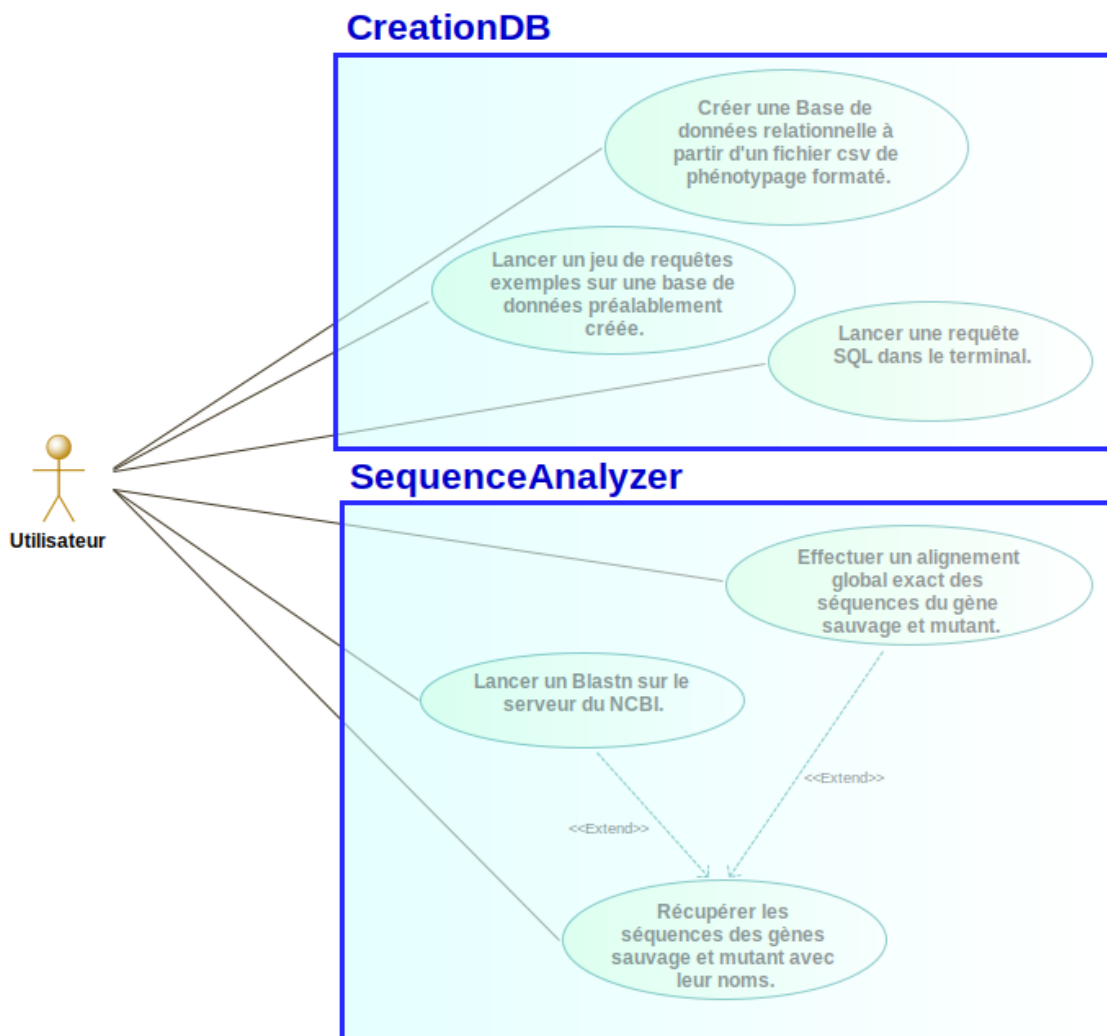 CreationDB
Créer une Base de
données relationnelle à
partir d'un fichier csv de
phénotypage formaté.
Lancer un jeu de requêtes
exemples sur une base de
données préalablement
créée.
Lancer une requête
SQL dans le terminal.
Utilisateur
SequenceAnalyzer
Effectuer un alignement
global exact des
séquences du gène
sauvage et mutant.
Lancer un Blastn sur le
serveur du NCBI.
<<Extend>>
<<Extend>>
Récupérer les
séquences des gènes
sauvage et mutant avec
leur noms.